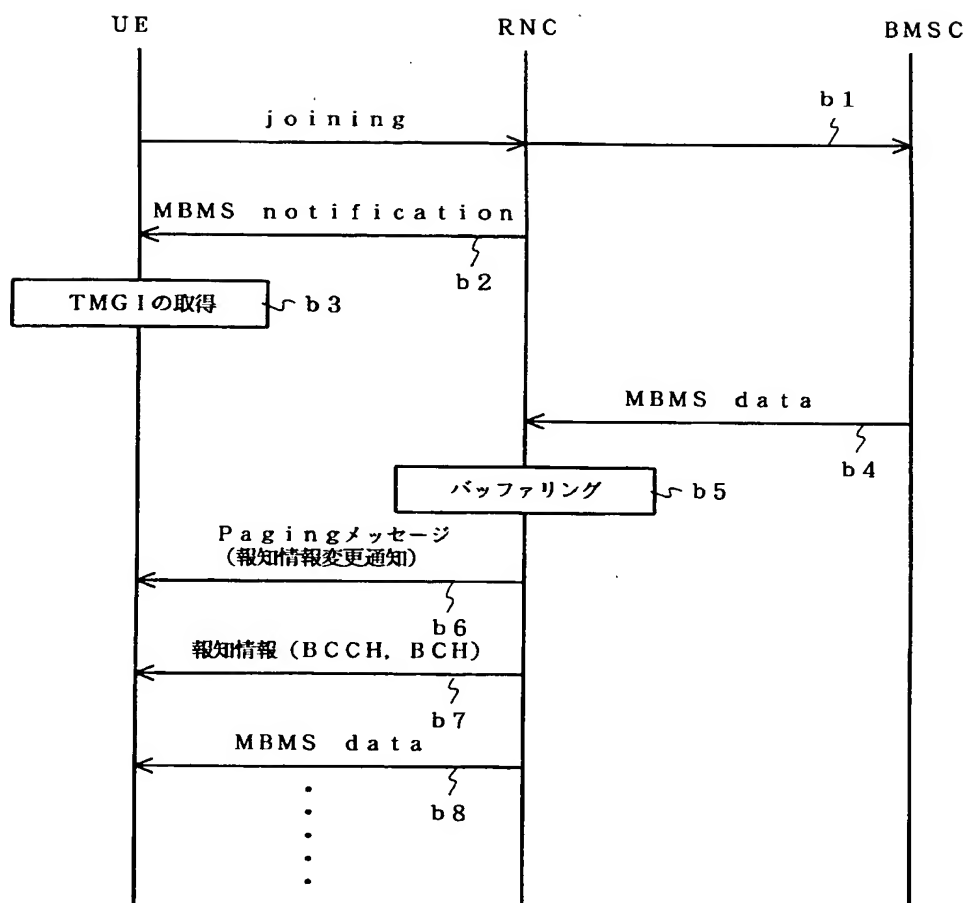 UE
RNC
BMSC
joining
b1
MBMS notification
b2
TMGIの取得
b3
MBMS data
b4
バッファリング
b5
Pagingメッセージ
(報知情報変更通知)
b6
報知情報(BCCH, BCH)
b7
MBMS data
b8